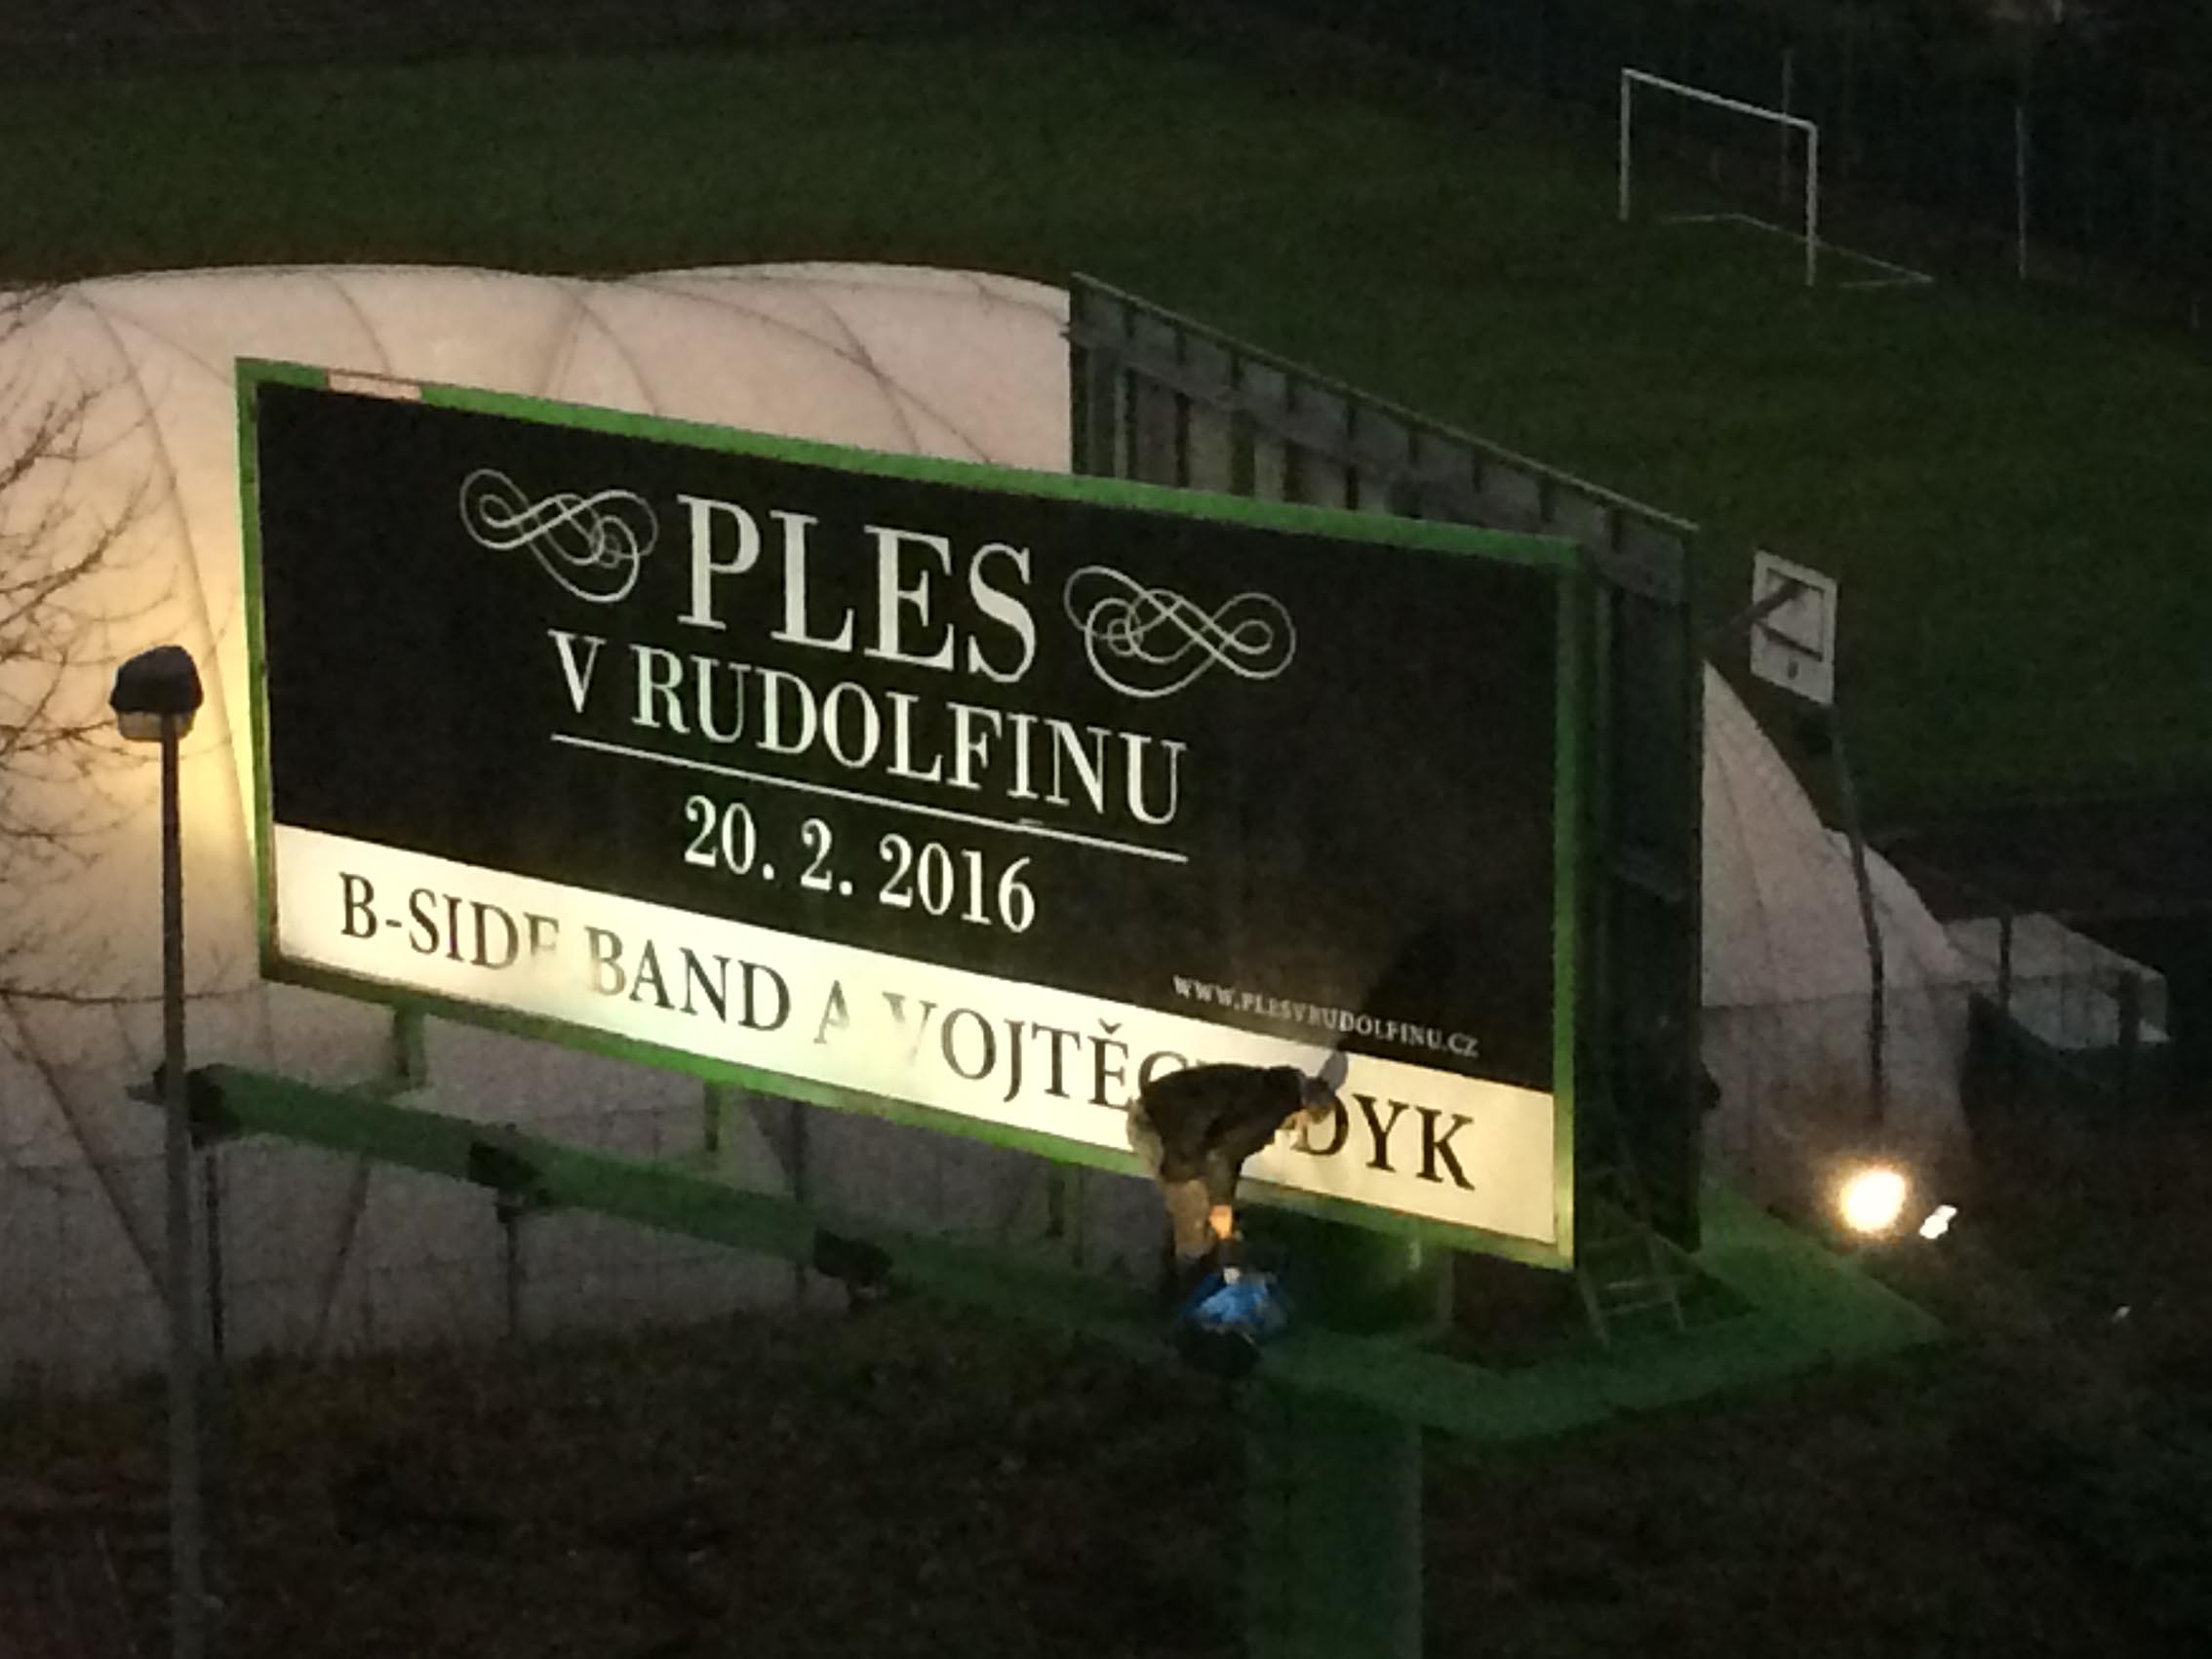 PLES
V RUDOLFINU
20. 2. 2016
WWW.PLESVRUDOLFINU.CZ
B-SIDE BAND A DYK